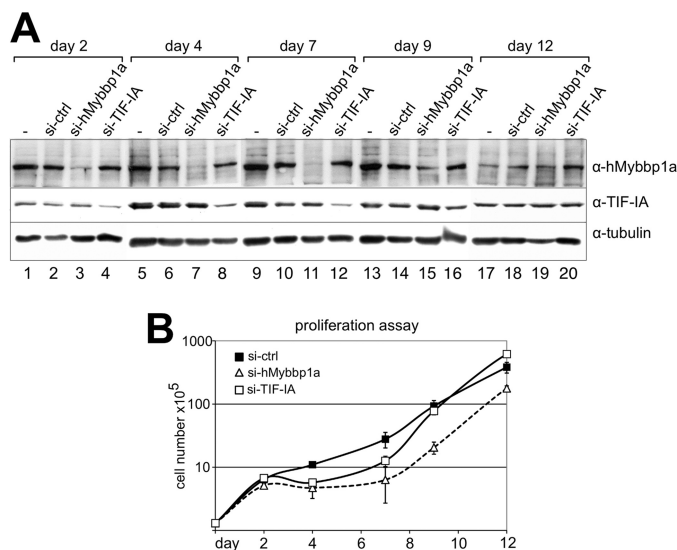 A
day 2 day 4 day 7 day 9 day 12
- si-ctrl si-hMybbp1a si-TIF-IA - si-ctrl si-hMybbp1a si-TIF-IA - si-ctrl si-hMybbp1a si-TIF-IA - si-ctrl si-hMybbp1a si-TIF-IA - si-ctrl si-hMybbp1a si-TIF-IA
α-hMybbp1a
α-TIF-IA
α-tubulin
1 2 3 4 5 6 7 8 9 10 11 12 13 14 15 16 17 18 19 20
B
proliferation assay
1000
si-ctrl
si-hMybbp1a
si-TIF-IA
100
10
cell number x10⁵
day 2 4 6 8 10 12